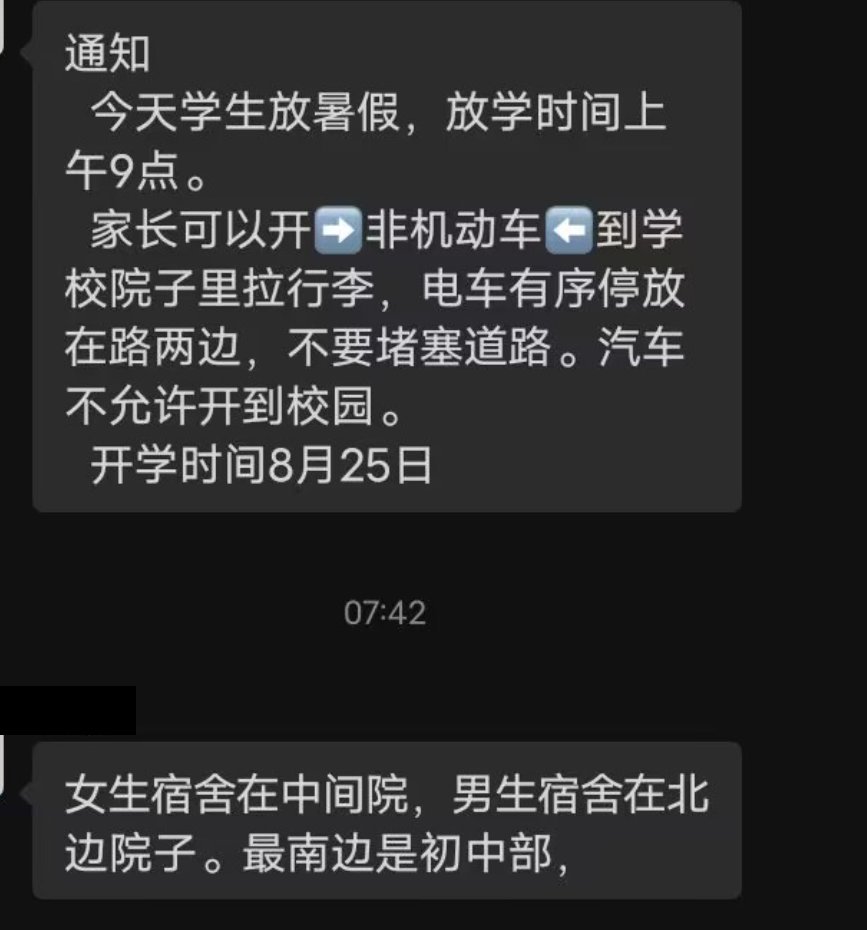 通知
今天学生放暑假，放学时间上
午9点。
家长可以开➡️非机动车⬅️到学
校院子里拉行李，电车有序停放
在路两边，不要堵塞道路。汽车
不允许开到校园。
开学时间8月25日
07:42
女生宿舍在中间院，男生宿舍在北
边院子。最南边是初中部，